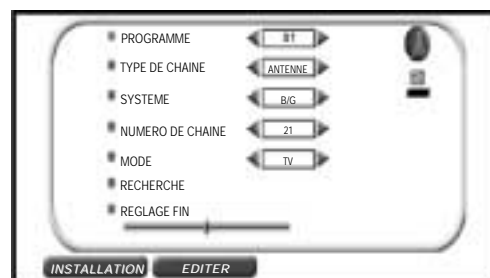 PROGRAMME
TYPE DE CHAINE ANTENNE
SYSTEME B/G
NUMERO DE CHAINE 21
MODE TV
RECHERCHE
REGLAGE FIN
INSTALLATION EDITER